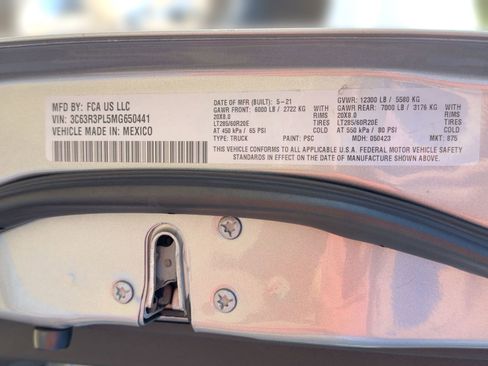 MFD BY: FCA US LLC
VIN: 3C63R3PL5MG650441
VEHICLE MADE IN: MEXICO
DATE OF MFR (BUILT): 5-21 GVWR: 12300 LB / 5580 KG
GAWR FRONT: 6000 LB / 2722 KG GAWR REAR: 7000 LB / 3176 KG
20X8.0 RIMS 20X8.0 RIMS
LT285/60R20E TIRES LT285/60R20E TIRES
AT 450 kPa / 65 PSI AT 550 kPa / 80 PSI
TYPE: TRUCK PAINT: PSC MDH: 050423 MKT: 875
THIS VEHICLE CONFORMS TO ALL APPLICABLE U.S.A. FEDERAL MOTOR VEHICLE SAFETY
STANDARDS IN EFFECT ON THE DATE OF MANUFACTURE SHOWN ABOVE.